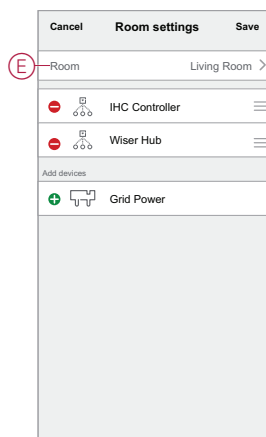 Cancel Room settings Save
E Room Living Room
IHC Controller
Wiser Hub
Add devices
Grid Power